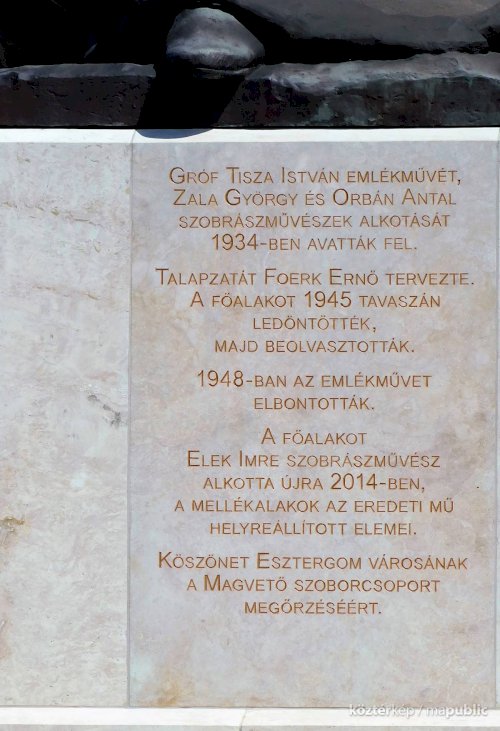 Gróf Tisza István emlékművét,
Zala György és Orbán Antal
szobrászművészek alkotását
1934-ben avatták fel.
Talapzatát Foerk Ernő tervezte.
A főalakot 1945 tavaszán
ledöntötték,
majd beolvasztották.
1948-ban az emlékművet
elbontották.
A főalakot
Elek Imre szobrászművész
alkotta újra 2014-ben,
a mellékalakok az eredeti mű
helyreállított elemei.
Köszönet Esztergom városának
a Magvető szoborcsoport
megőrzéséért.
köztérkép / mapublic